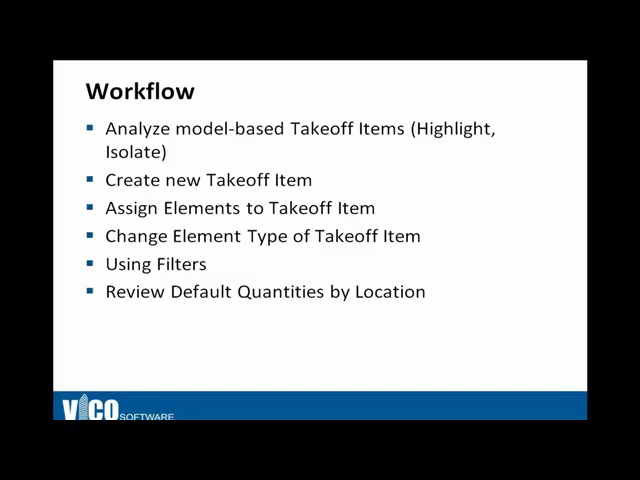 Workflow
Analyze model-based Takeoff Items (Highlight,
Isolate)
Create new Takeoff Item
Assign Elements to Takeoff Item
Change Element Type of Takeoff Item
Using Filters
Review Default Quantities by Location
VICO SOFTWARE